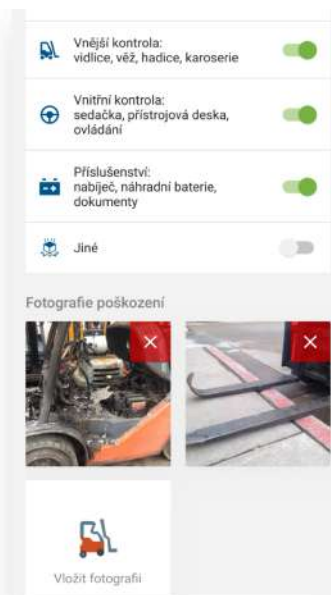 Vnější kontrola:
vidlice, věž, hadice, karoserie
Vnitřní kontrola:
sedačka, přístrojová deska,
ovládání
Příslušenství:
nabíječ, náhradní baterie,
dokumenty
Jiné
Fotografie poškození
Vložit fotografii